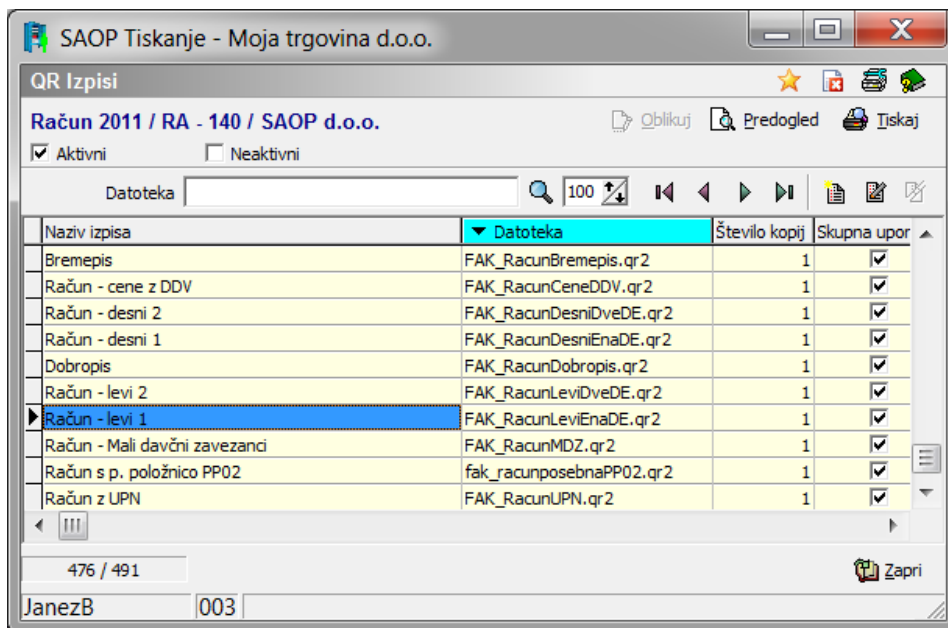 SAOP Tiskanje - Moja trgovina d.o.o.
QR Izpisi
Račun 2011 / RA - 140 / SAOP d.o.o. Oblikuj Predogled Tiskaj
Aktivni Neaktivni
Datoteka 100
Naziv izpisa Datoteka Število kopij Skupna upor
Bremepis FAK_RacunBremepis.qr2 1
Račun - cene z DDV FAK_RacunCeneDDV.qr2 1
Račun - desni 2 FAK_RacunDesniDveDE.qr2 1
Račun - desni 1 FAK_RacunDesniEnaDE.qr2 1
Dobropis FAK_RacunDobropis.qr2 1
Račun - levi 2 FAK_RacunLeviDveDE.qr2 1
Račun - levi 1 FAK_RacunLeviEnaDE.qr2 1
Račun - Mali davčni zavezanci FAK_RacunMDZ.qr2 1
Račun s p. položnico PP02 fak_racunposebnaPP02.qr2 1
Račun z UPN FAK_RacunUPN.qr2 1
476 / 491 Zapri
JanezB 003